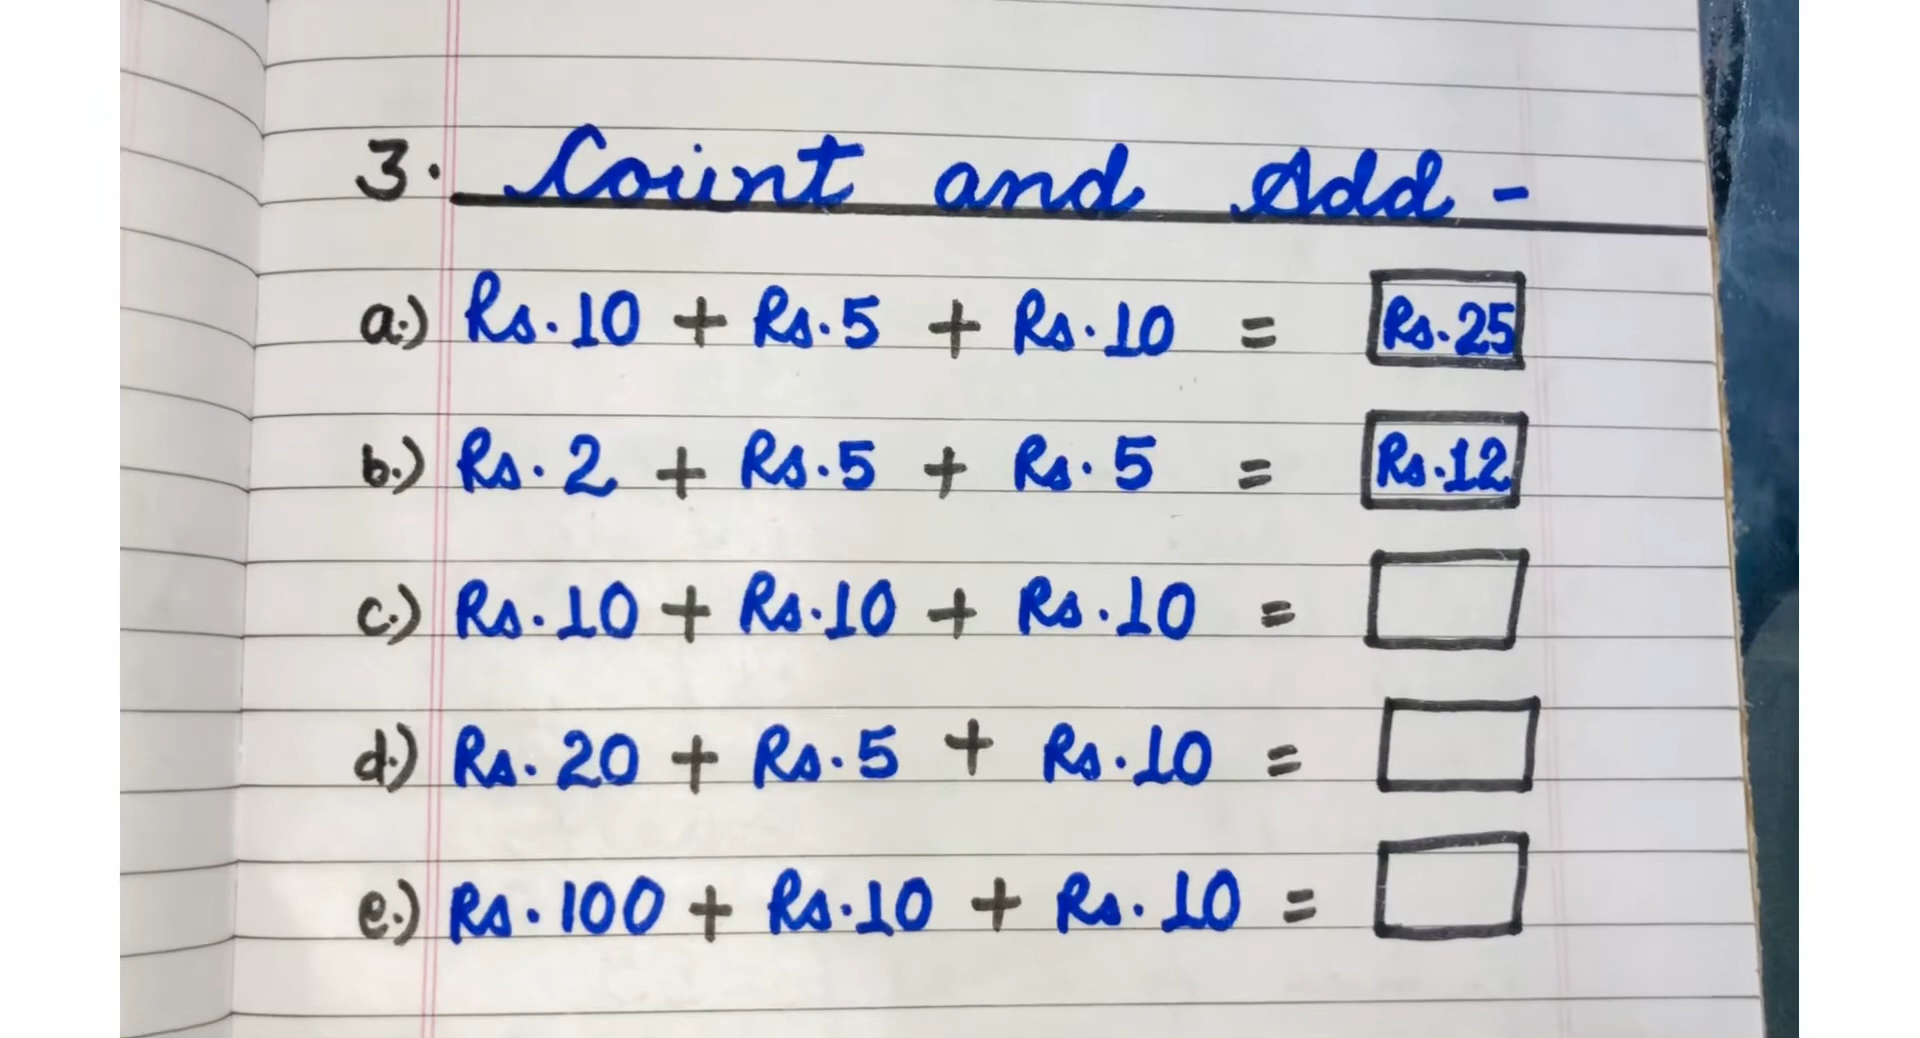 3. Count and Add -
a.) Rs. 10 + Rs. 5 + Rs. 10 = Rs. 25
b.) Rs. 2 + Rs. 5 + Rs. 5 = Rs. 12
c.) Rs. 10 + Rs. 10 + Rs. 10 =
d.) Rs. 20 + Rs. 5 + Rs. 10 =
e.) Rs. 100 + Rs. 10 + Rs. 10 =